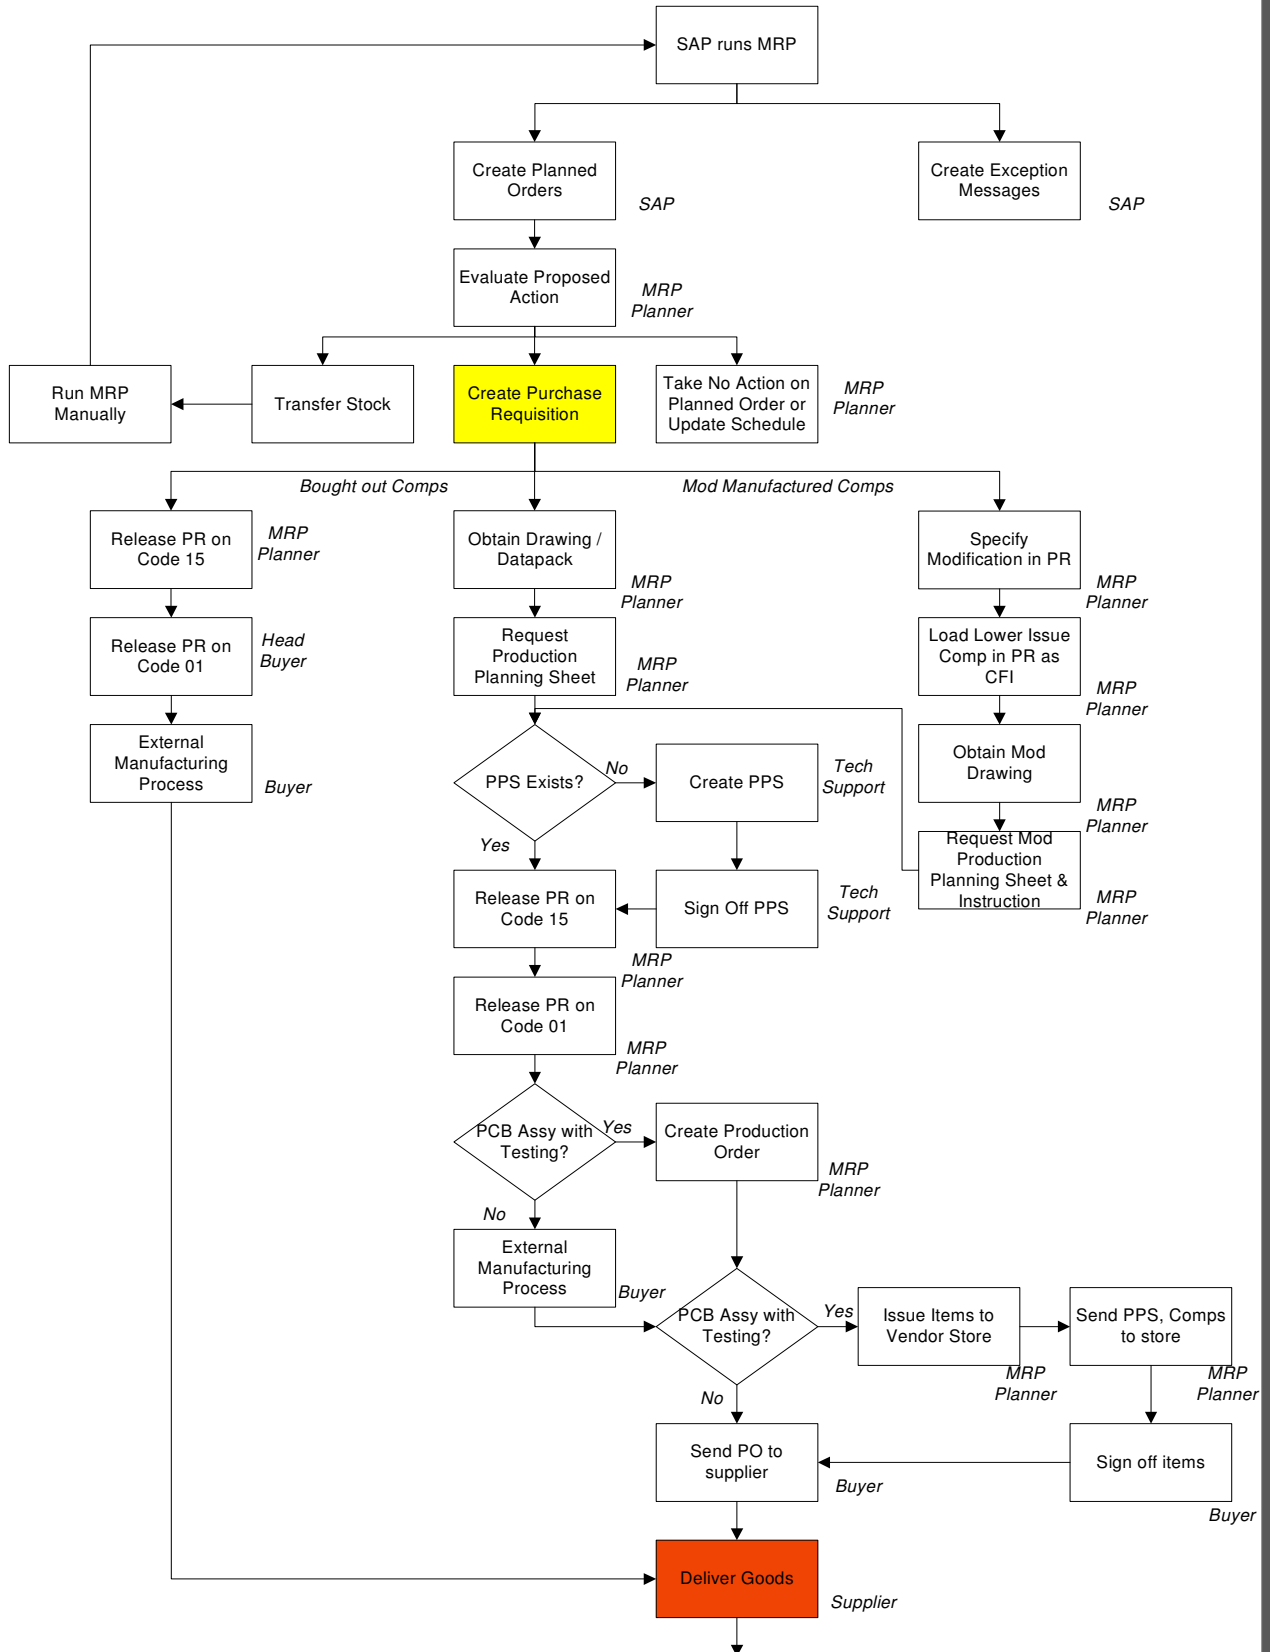 SAP runs MRP
Create Planned
Orders
SAP
Create Exception
Messages
SAP
Evaluate Proposed
Action
MRP
Planner
Run MRP
Manually
Transfer Stock
Create Purchase
Requisition
Take No Action on
Planned Order or
Update Schedule
MRP
Planner
Bought out Comps
Mod Manufactured Comps
Release PR on
Code 15
MRP
Planner
Obtain Drawing /
Datapack
MRP
Planner
Specify
Modification in PR
MRP
Planner
Release PR on
Code 01
Head
Buyer
Request
Production
Planning Sheet
MRP
Planner
Load Lower Issue
Comp in PR as
CFI
MRP
Planner
External
Manufacturing
Process
Buyer
PPS Exists?
No
Yes
Create PPS
Tech
Support
Obtain Mod
Drawing
MRP
Planner
Release PR on
Code 15
MRP
Planner
Sign Off PPS
Tech
Support
Request Mod
Production
Planning Sheet &
Instruction
MRP
Planner
Release PR on
Code 01
MRP
Planner
PCB Assy with
Testing?
Yes
No
Create Production
Order
MRP
Planner
External
Manufacturing
Process
Buyer
PCB Assy with
Testing?
Yes
No
Issue Items to
Vendor Store
MRP
Planner
Send PPS, Comps
to store
MRP
Planner
Send PO to
supplier
Buyer
Sign off items
Buyer
Deliver Goods
Supplier